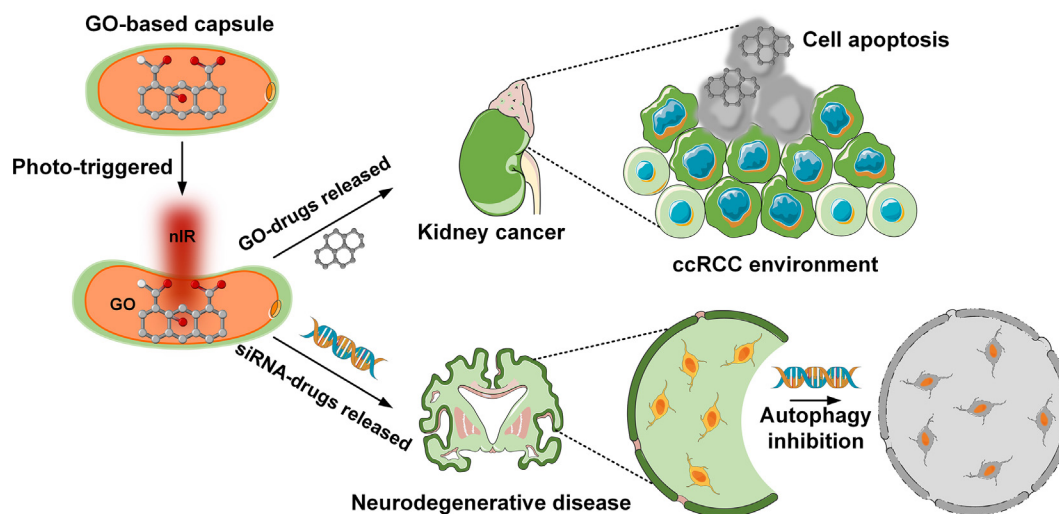 GO-based capsule
Photo-triggered
nIR
GO
GO-drugs released
siRNA-drugs released
Kidney cancer
Cell apoptosis
ccRCC environment
Neurodegenerative disease
Autophagy
inhibition